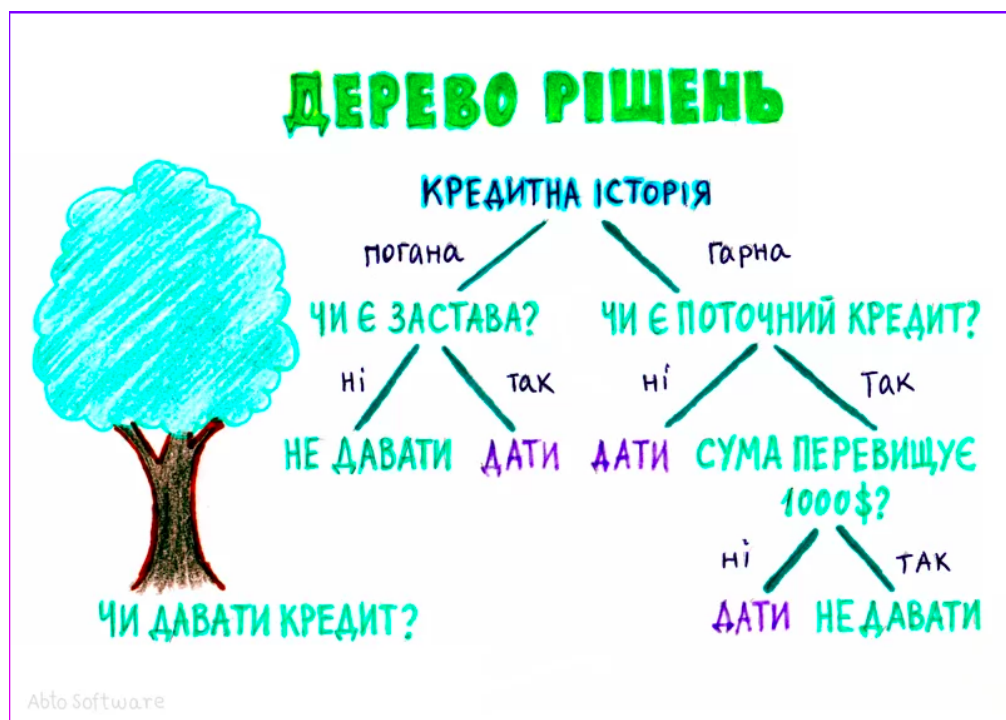 ДЕРЕВО РІШЕНЬ
КРЕДИТНА ІСТОРІЯ
погана
гарна
ЧИ Є ЗАСТАВА?
ЧИ Є ПОТОЧНИЙ КРЕДИТ?
ні
так
ні
так
НЕ ДАВАТИ
ДАТИ
ДАТИ
СУМА ПЕРЕВИЩУЄ
1000$?
ні
так
ДАТИ
НЕ ДАВАТИ
ЧИ ДАВАТИ КРЕДИТ?
Abto Software